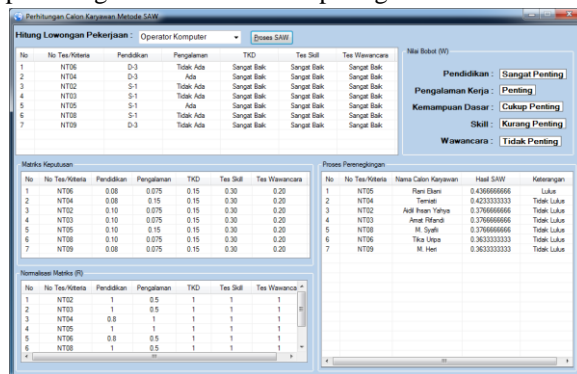 Perhitungan Calon Karyawan Metode SAW
Hitung Lowongan Pekerjaan : Operator Komputer Proses SAW
No No Tes/Kriteria Pendidikan Pengalaman TKD Tes Skill Tes Wawancara
1 NT06 D-3 Tidak Ada Sangat Baik Sangat Baik Sangat Baik
2 NT04 D-3 Ada Sangat Baik Sangat Baik Sangat Baik
3 NT02 S-1 Tidak Ada Sangat Baik Sangat Baik Sangat Baik
4 NT03 S-1 Tidak Ada Sangat Baik Sangat Baik Sangat Baik
5 NT05 S-1 Ada Sangat Baik Sangat Baik Sangat Baik
6 NT08 S-1 Tidak Ada Sangat Baik Sangat Baik Sangat Baik
7 NT09 D-3 Tidak Ada Sangat Baik Sangat Baik Sangat Baik
Nilai Bobot (W)
Pendidikan : Sangat Penting
Pengalaman Kerja : Penting
Kemampuan Dasar : Cukup Penting
Skill : Kurang Penting
Wawancara : Tidak Penting
Matriks Keputusan
No No Tes/Kriteria Pendidikan Pengalaman TKD Tes Skill Tes Wawancara
1 NT06 0.08 0.075 0.15 0.30 0.20
2 NT04 0.08 0.15 0.15 0.30 0.20
3 NT02 0.10 0.075 0.15 0.30 0.20
4 NT03 0.10 0.075 0.15 0.30 0.20
5 NT05 0.10 0.15 0.15 0.30 0.20
6 NT08 0.10 0.075 0.15 0.30 0.20
7 NT09 0.08 0.075 0.15 0.30 0.20
Normalisasi Matriks (R)
No No Tes/Kriteria Pendidikan Pengalaman TKD Tes Skill Tes Wawanca
1 NT02 1 0.5 1 1 1
2 NT03 1 0.5 1 1 1
3 NT04 0.8 1 1 1 1
4 NT05 1 1 1 1 1
5 NT06 0.8 0.5 1 1 1
6 NT08 1 0.5 1 1 1
Proses Perenegkingan
No No Tes/Kriteria Nama Calon Karyawan Hasil SAW Keterangan
1 NT05 Rani Ekani 0.4366666666 Lulus
2 NT04 Temiati 0.4233333333 Tidak Lulus
3 NT02 Aidil Ihsan Yahya 0.3766666666 Tidak Lulus
4 NT03 Amat Rifandi 0.3766666666 Tidak Lulus
5 NT08 M. Syafii 0.3766666666 Tidak Lulus
6 NT06 Tika Uripa 0.3633333333 Tidak Lulus
7 NT09 M. Heri 0.3633333333 Tidak Lulus